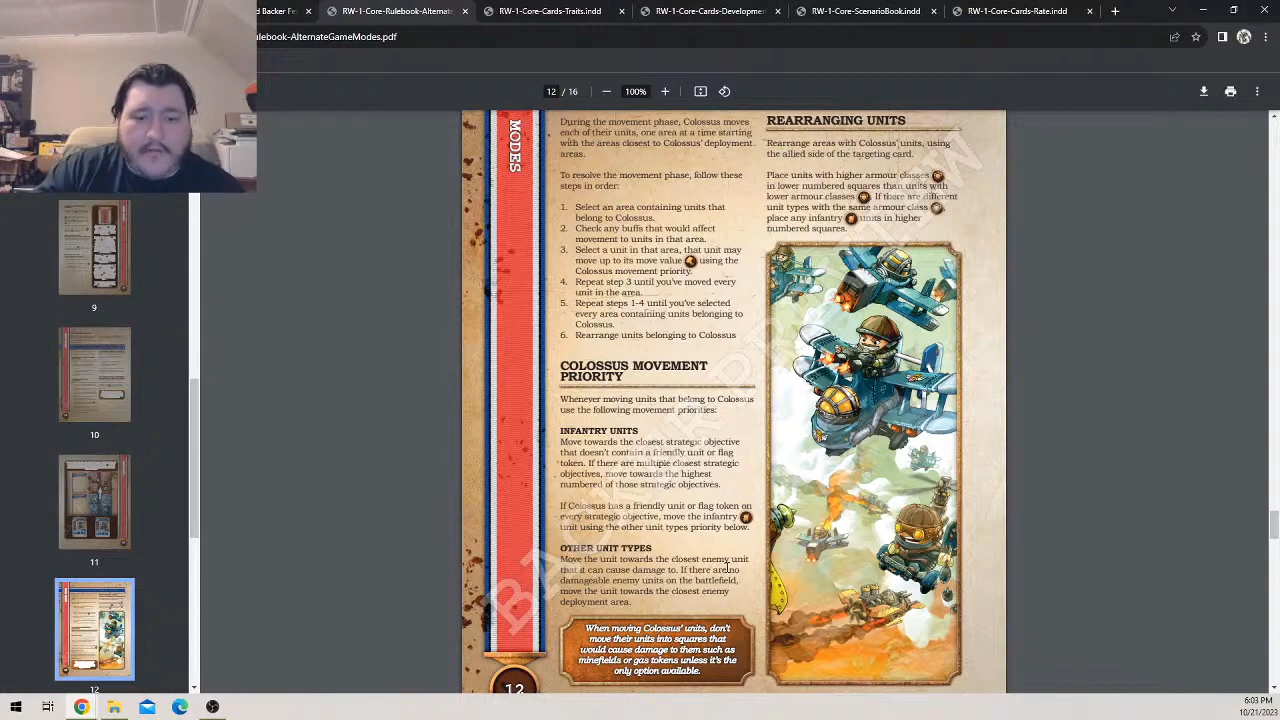 Backer Fe
RW-1-Core-Rulebook-Alternate
RW-1-Core-Cards-Traits.indd
RW-1-Core-Cards-Developmen
RW-1-Core-ScenarioBook.indd
RW-1-Core-Cards-Rate.indd
ulebook-AlternateGameModes.pdf
12 / 16
100%
9
10
11
12
MODES
During the movement phase, Colossus moves
each of their units, one area at a time starting
with the areas closest to Colossus' deployment
areas.
To resolve the movement phase, follow these
steps in order:
1. Select an area containing units that
belong to Colossus.
2. Check any buffs that would affect
movement to units in that area.
3. Select a unit in that area, that unit may
move up to its move value using the
Colossus movement priority.
4. Repeat step 3 until you've moved every
unit in the area.
5. Repeat steps 1-4 until you've selected
every area containing units belonging to
Colossus.
6. Rearrange units belonging to Colossus
COLOSSUS MOVEMENT
PRIORITY
Whenever moving units that belong to Colossus
use the following movement priorities:
INFANTRY UNITS
Move towards the closest strategic objective
that doesn't contain a friendly unit or flag
token. If there are multiple closest strategic
objectives, move towards the highest
numbered of those strategic objectives.
If Colossus has a friendly unit or flag token on
every strategic objective, move the infantry
unit using the other unit types priority below.
OTHER UNIT TYPES
Move the unit towards the closest enemy unit
that it can cause damage to. If there are no
damageable enemy units on the battlefield,
move the unit towards the closest enemy
deployment area.
When moving Colossus' units, don't
move their units into squares that
would cause damage to them such as
minefields or gas tokens unless it's the
only option available.
12
REARRANGING UNITS
Rearrange areas with Colossus' units, using
the allied side of the targeting card.
Place units with higher armour classes
in lower numbered squares than units with
lower armour classes . If there are different
unit types with the same armour class
place any infantry units in higher
numbered squares.
6:03 PM
10/21/2023